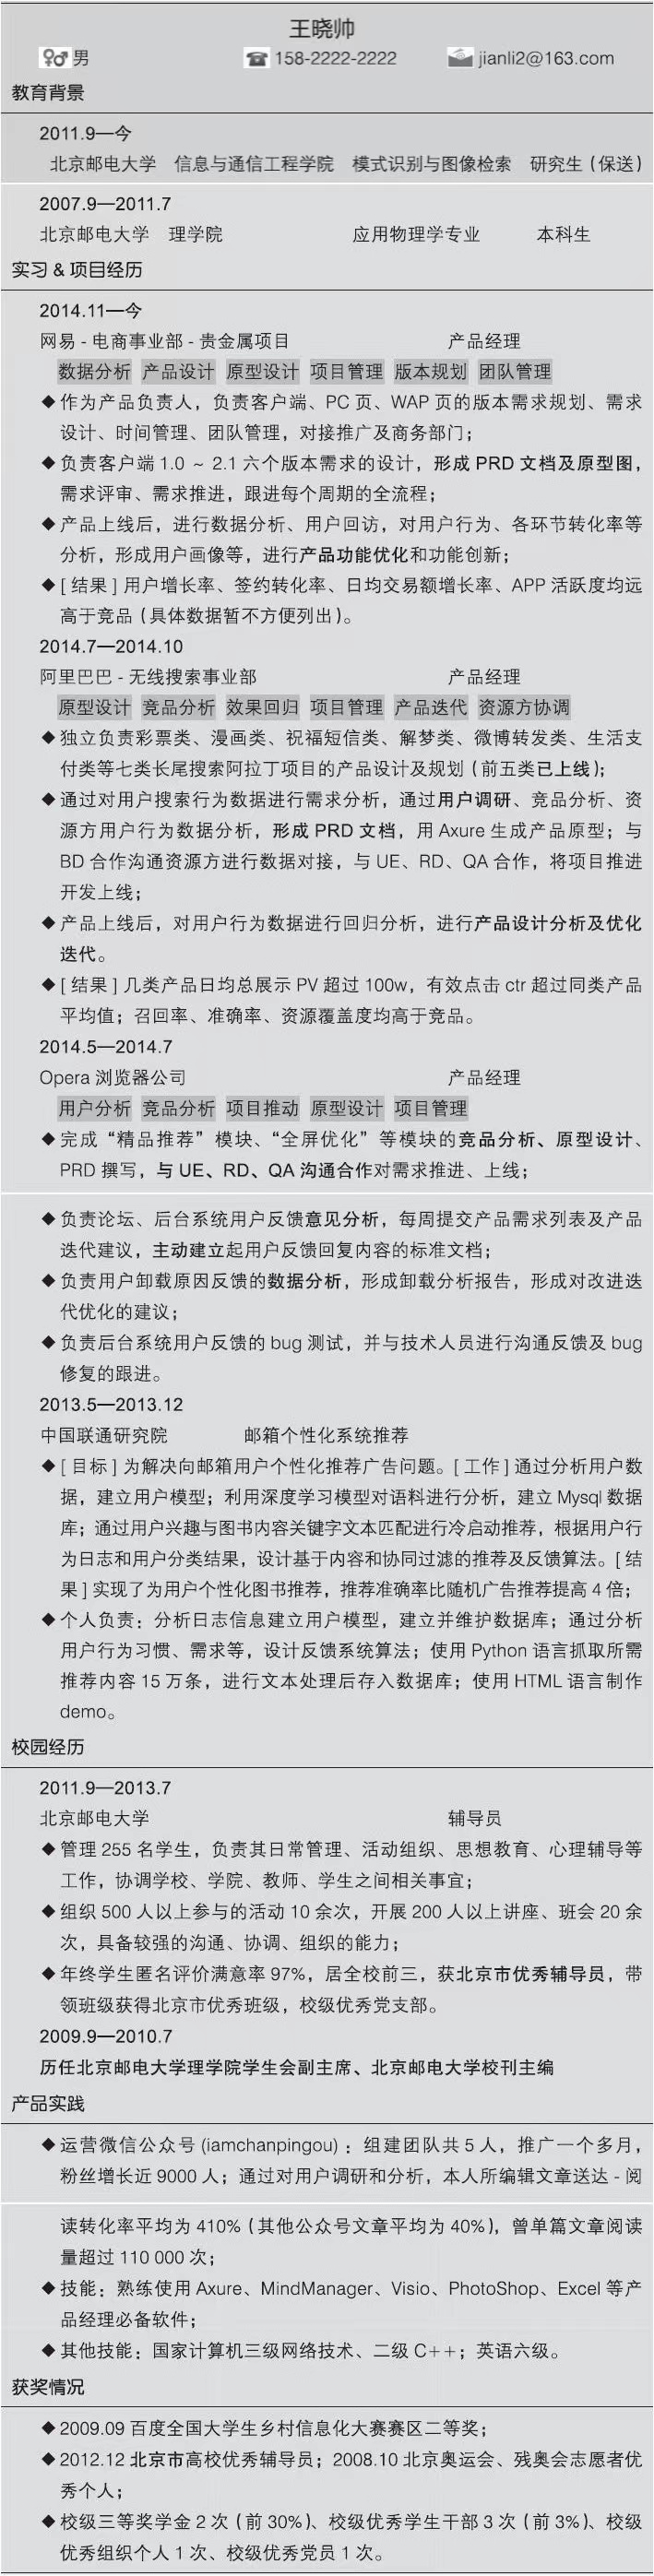 王晓帅
男 158-2222-2222 jianli2@163.com
教育背景
2011.9—今
北京邮电大学 信息与通信工程学院 模式识别与图像检索 研究生（保送）
2007.9—2011.7
北京邮电大学 理学院 应用物理学专业 本科生
实习 & 项目经历
2014.11—今
网易 - 电商事业部 - 贵金属项目 产品经理
数据分析 产品设计 原型设计 项目管理 版本规划 团队管理
◆作为产品负责人，负责客户端、PC 页、WAP 页的版本需求规划、需求
设计、时间管理、团队管理，对接推广及商务部门；
◆负责客户端 1.0 ~ 2.1 六个版本需求的设计，形成 PRD 文档及原型图，
需求评审、需求推进，跟进每个周期的全流程；
◆产品上线后，进行数据分析、用户回访，对用户行为、各环节转化率等
分析，形成用户画像等，进行产品功能优化和功能创新；
◆[ 结果 ] 用户增长率、签约转化率、日均交易额增长率、APP 活跃度均远
高于竞品（具体数据暂不方便列出）。
2014.7—2014.10
阿里巴巴 - 无线搜索事业部 产品经理
原型设计 竞品分析 效果回归 项目管理 产品迭代 资源方协调
◆独立负责彩票类、漫画类、祝福短信类、解梦类、微博转发类、生活支
付类等七类长尾搜索阿拉丁项目的产品设计及规划（前五类已上线）；
◆通过对用户搜索行为数据进行需求分析，通过用户调研、竞品分析、资
源方用户行为数据分析，形成 PRD 文档，用 Axure 生成产品原型；与
BD 合作沟通资源方进行数据对接，与 UE、RD、QA 合作，将项目推进
开发上线；
◆产品上线后，对用户行为数据进行回归分析，进行产品设计分析及优化
迭代。
◆[ 结果 ] 几类产品日均总展示 PV 超过 100w，有效点击 ctr 超过同类产品
平均值；召回率、准确率、资源覆盖度均高于竞品。
2014.5—2014.7
Opera 浏览器公司 产品经理
用户分析 竞品分析 项目推动 原型设计 项目管理
◆完成“精品推荐”模块、“全屏优化”等模块的竞品分析、原型设计、
PRD 撰写，与 UE、RD、QA 沟通合作对需求推进、上线；
◆负责论坛、后台系统用户反馈意见分析，每周提交产品需求列表及产品
迭代建议，主动建立起用户反馈回复内容的标准文档；
◆负责用户卸载原因反馈的数据分析，形成卸载分析报告，形成对改进迭
代优化的建议；
◆负责后台系统用户反馈的 bug 测试，并与技术人员进行沟通反馈及 bug
修复的跟进。
2013.5—2013.12
中国联通研究院 邮箱个性化系统推荐
◆[ 目标 ] 为解决向邮箱用户个性化推荐广告问题。[ 工作 ] 通过分析用户数
据，建立用户模型；利用深度学习模型对语料进行分析，建立 Mysql 数据
库；通过用户兴趣与图书内容关键字文本匹配进行冷启动推荐，根据用户行
为日志和用户分类结果，设计基于内容和协同过滤的推荐及反馈算法。[ 结
果 ] 实现了为用户个性化图书推荐，推荐准确率比随机广告推荐提高 4 倍；
◆个人负责：分析日志信息建立用户模型，建立并维护数据库；通过分析
用户行为习惯、需求等，设计反馈系统算法；使用 Python 语言抓取所需
推荐内容 15 万条，进行文本处理后存入数据库；使用 HTML 语言制作
demo。
校园经历
2011.9—2013.7
北京邮电大学 辅导员
◆管理 255 名学生，负责其日常管理、活动组织、思想教育、心理辅导等
工作，协调学校、学院、教师、学生之间相关事宜；
◆组织 500 人以上参与的活动 10 余次，开展 200 人以上讲座、班会 20 余
次，具备较强的沟通、协调、组织的能力；
◆年终学生匿名评价满意率 97%，居全校前三，获北京市优秀辅导员，带
领班级获得北京市优秀班级，校级优秀党支部。
2009.9—2010.7
历任北京邮电大学理学院学生会副主席、北京邮电大学校刊主编
产品实践
◆运营微信公众号 (iamchanpingou) ：组建团队共 5 人，推广一个多月，
粉丝增长近 9000 人；通过对用户调研和分析，本人所编辑文章送达 - 阅
读转化率平均为 410%（其他公众号文章平均为 40%），曾单篇文章阅读
量超过 110 000 次；
◆技能：熟练使用 Axure、MindManager、Visio、PhotoShop、Excel 等产
品经理必备软件；
◆其他技能：国家计算机三级网络技术、二级 C++；英语六级。
获奖情况
◆2009.09 百度全国大学生乡村信息化大赛赛区二等奖；
◆2012.12 北京市高校优秀辅导员；2008.10 北京奥运会、残奥会志愿者优
秀个人；
◆校级三等奖学金 2 次（前 30%）、校级优秀学生干部 3 次（前 3%）、校级
优秀组织个人 1 次、校级优秀党员 1 次。